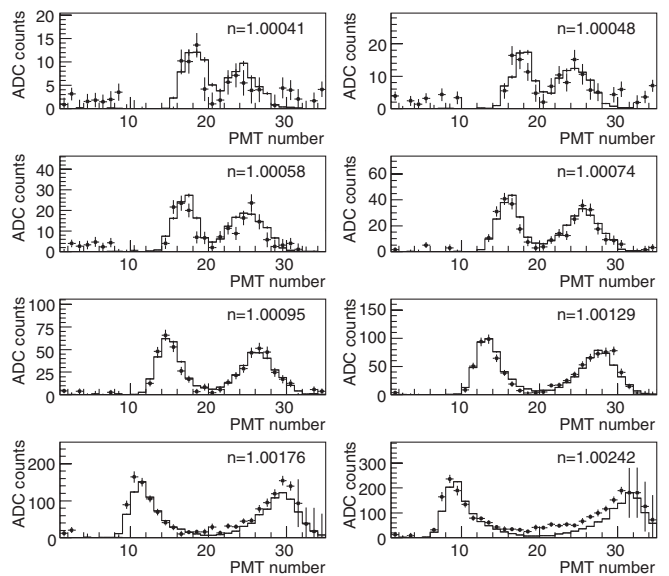 n=1.00041
ADC counts
20
15
10
5
0
10 20 30
PMT number
n=1.00048
ADC counts
30
20
10
0
10 20 30
PMT number
n=1.00058
ADC counts
40
30
20
10
0
10 20 30
PMT number
n=1.00074
ADC counts
60
40
20
0
10 20 30
PMT number
n=1.00095
ADC counts
100
75
50
25
0
10 20 30
PMT number
n=1.00129
ADC counts
150
100
50
0
10 20 30
PMT number
n=1.00176
ADC counts
200
100
0
10 20 30
PMT number
n=1.00242
ADC counts
300
200
100
0
10 20 30
PMT number